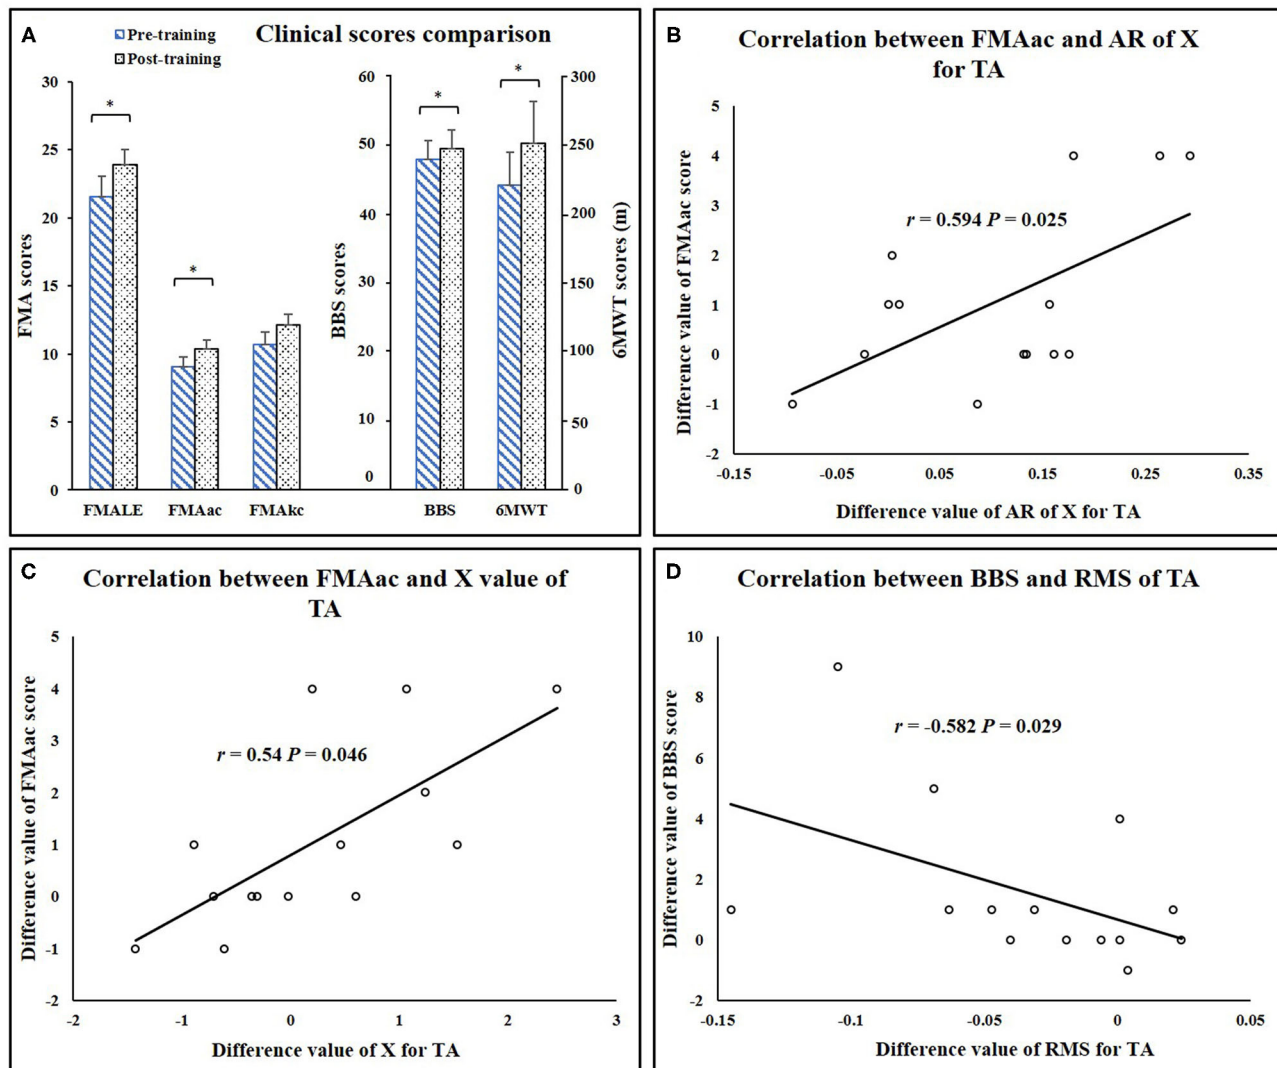 A
Pre-training
Post-training
Clinical scores comparison
FMA scores
30
25
20
15
10
5
0
*
*
FMALE
FMAac
FMAkc
BBS scores
60
50
40
30
20
10
0
*
*
BBS
6MWT
300
250
200
150
100
50
0
6MWT scores (m)
B
Correlation between FMAac and AR of X
for TA
Difference value of FMAac score
5
4
3
2
1
0
-1
-2
r = 0.594 P = 0.025
-0.15
-0.05
0.05
0.15
0.25
0.35
Difference value of AR of X for TA
C
Correlation between FMAac and X value of
TA
Difference value of FMAac score
5
4
3
2
1
0
-1
-2
r = 0.54 P = 0.046
-2
-1
0
1
2
3
Difference value of X for TA
D
Correlation between BBS and RMS of TA
Difference value of BBS score
10
8
6
4
2
0
-2
r = -0.582 P = 0.029
-0.15
-0.1
-0.05
0
0.05
Difference value of RMS for TA